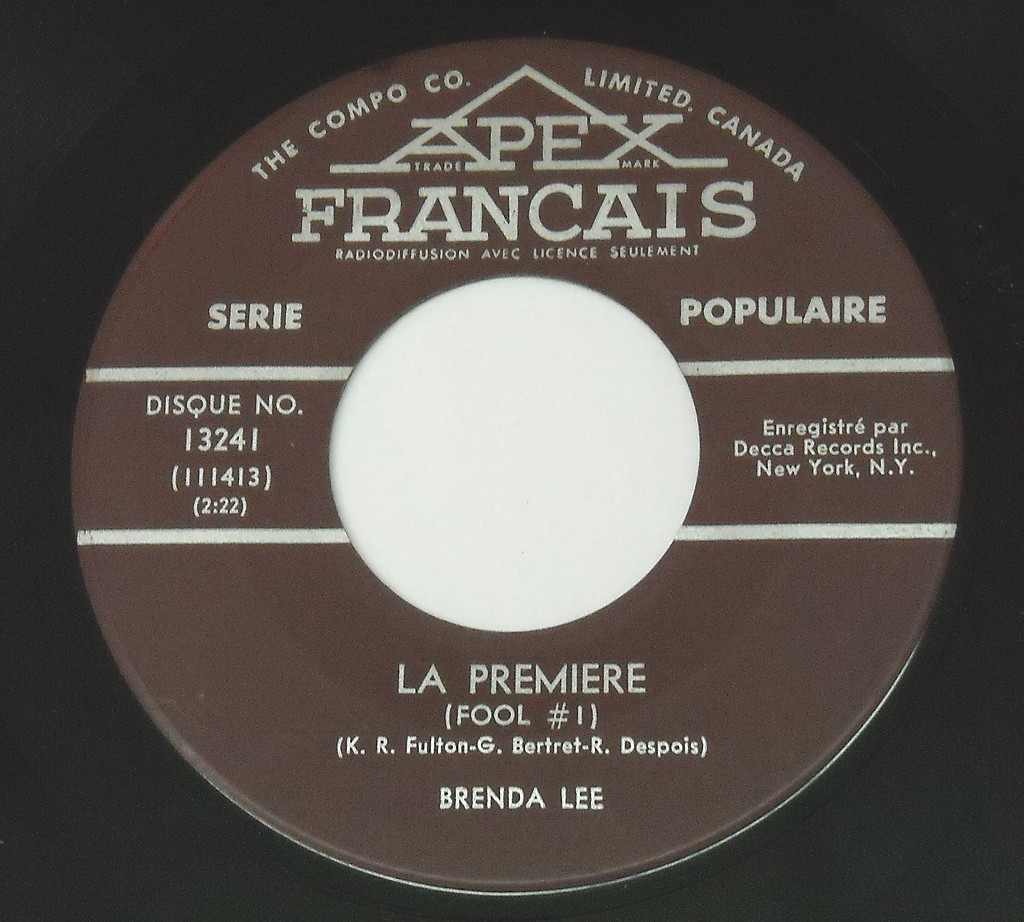 THE COMPO CO. LIMITED. CANADA
APEX
TRADE MARK
FRANCAIS
RADIODIFFUSION AVEC LICENCE SEULEMENT
SERIE POPULAIRE
DISQUE NO.
13241
(111413)
(2:22)
Enregistré par
Decca Records Inc.,
New York, N.Y.
LA PREMIERE
(FOOL #1)
(K. R. Fulton-G. Bertret-R. Despois)
BRENDA LEE